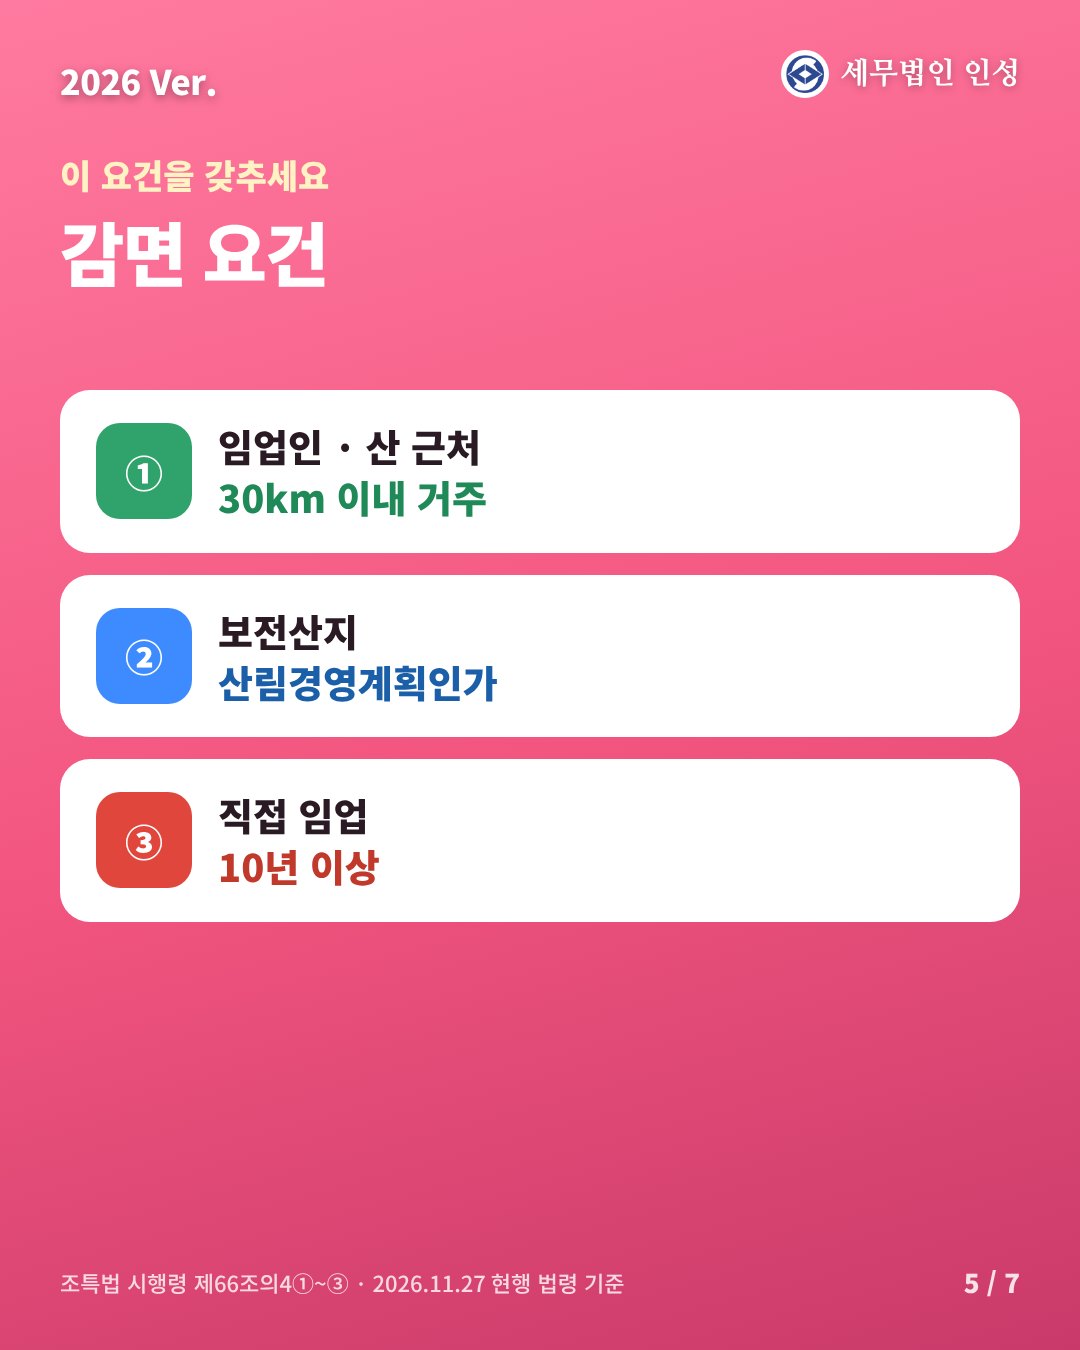 2026 Ver.
세무법인 인성
이 요건을 갖추세요
감면 요건
①
임업인 · 산 근처
30km 이내 거주
②
보전산지
산림경영계획인가
③
직접 임업
10년 이상
조특법 시행령 제66조의4①~③ · 2026.11.27 현행 법령 기준
5 / 7